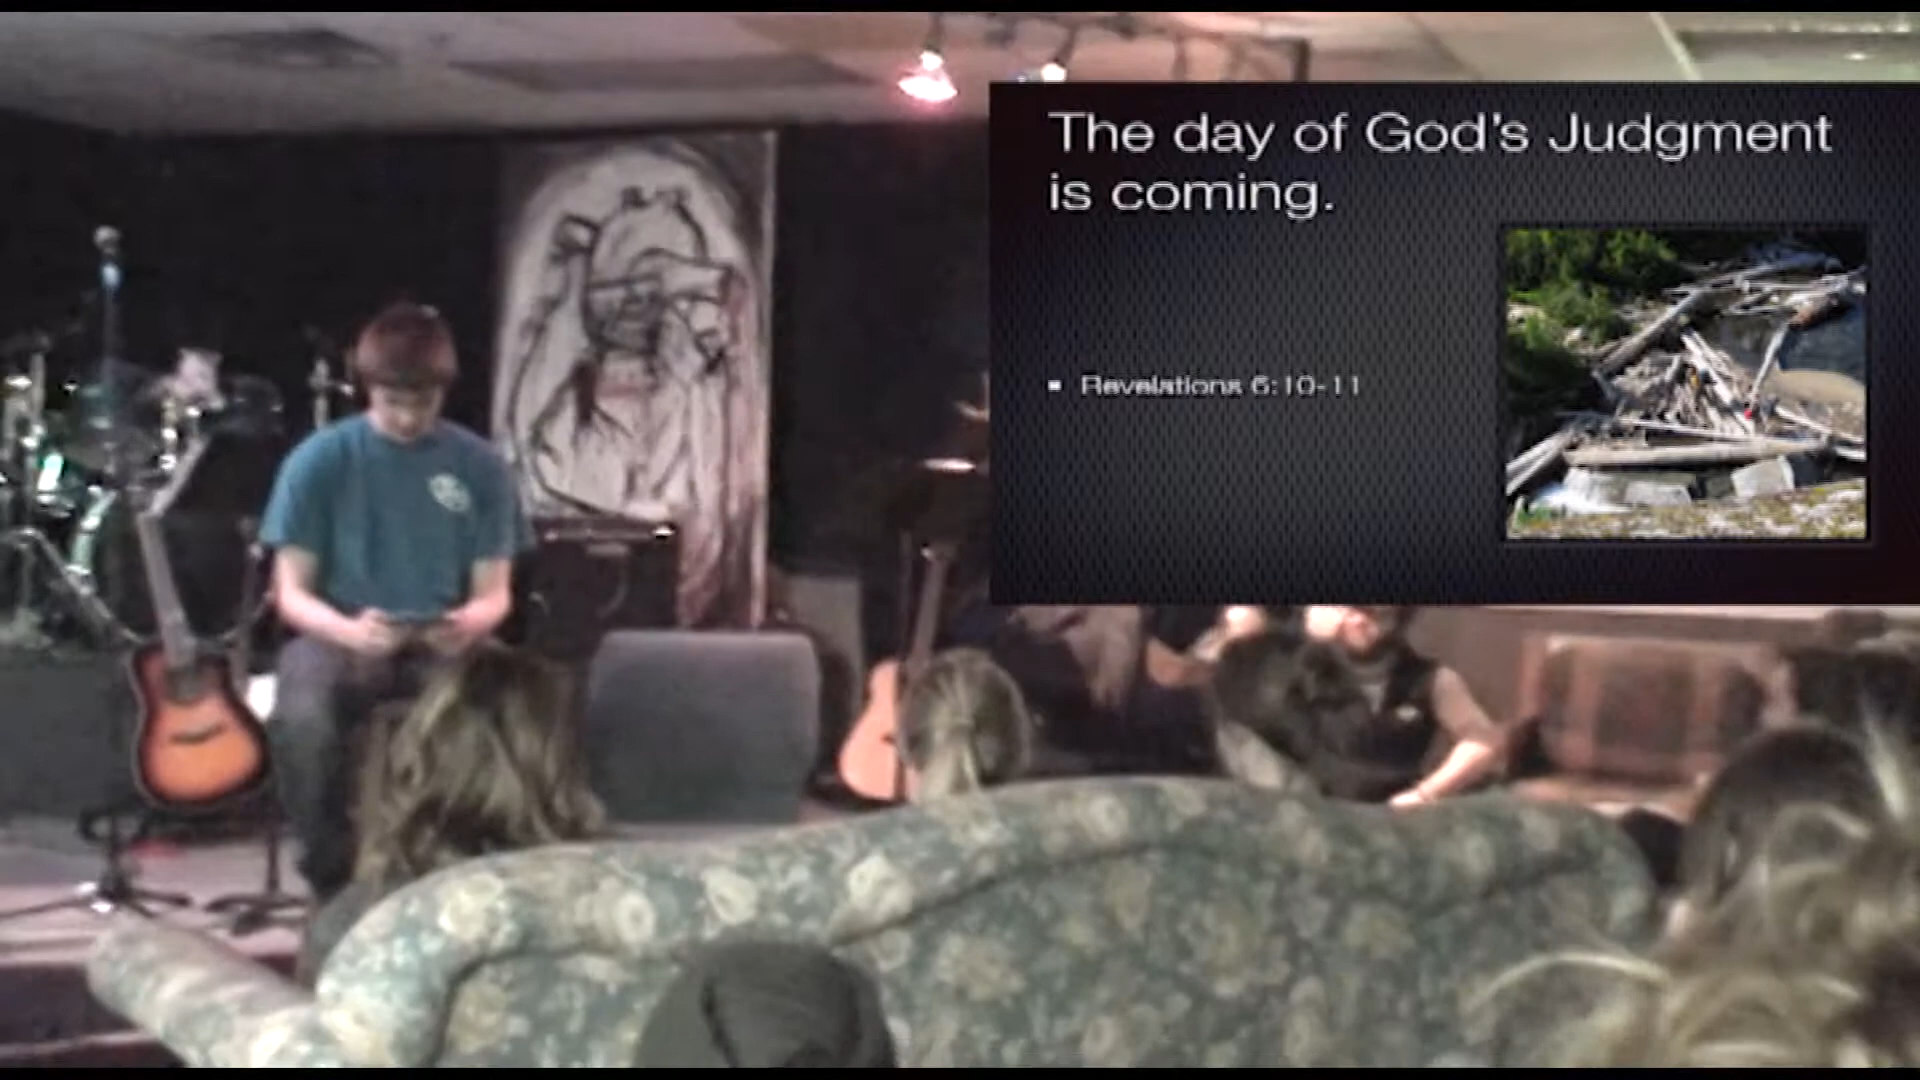 The day of God's Judgment
is coming.
▪ Revelations 6:10-11